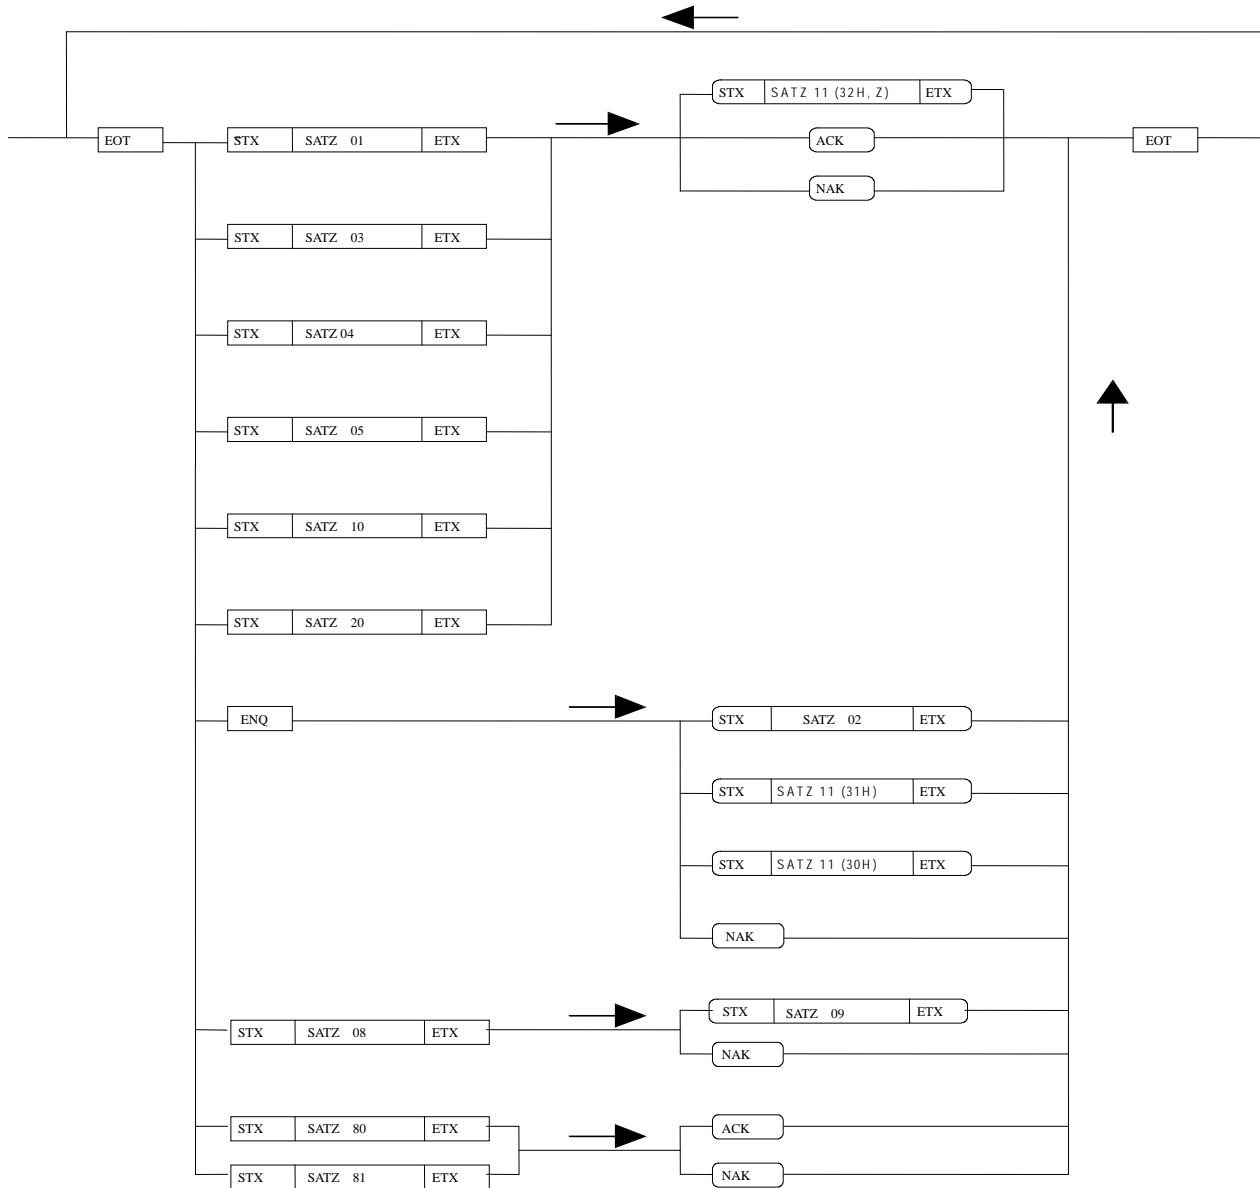 STX SATZ 11 (32H, Z) ETX
EOT STX SATZ 01 ETX ACK EOT
NAK
STX SATZ 03 ETX
STX SATZ 04 ETX
STX SATZ 05 ETX
STX SATZ 10 ETX
STX SATZ 20 ETX
ENQ STX SATZ 02 ETX
STX SATZ 11 (31H) ETX
STX SATZ 11 (30H) ETX
NAK
STX SATZ 09 ETX
STX SATZ 08 ETX
NAK
STX SATZ 80 ETX ACK
STX SATZ 81 ETX NAK